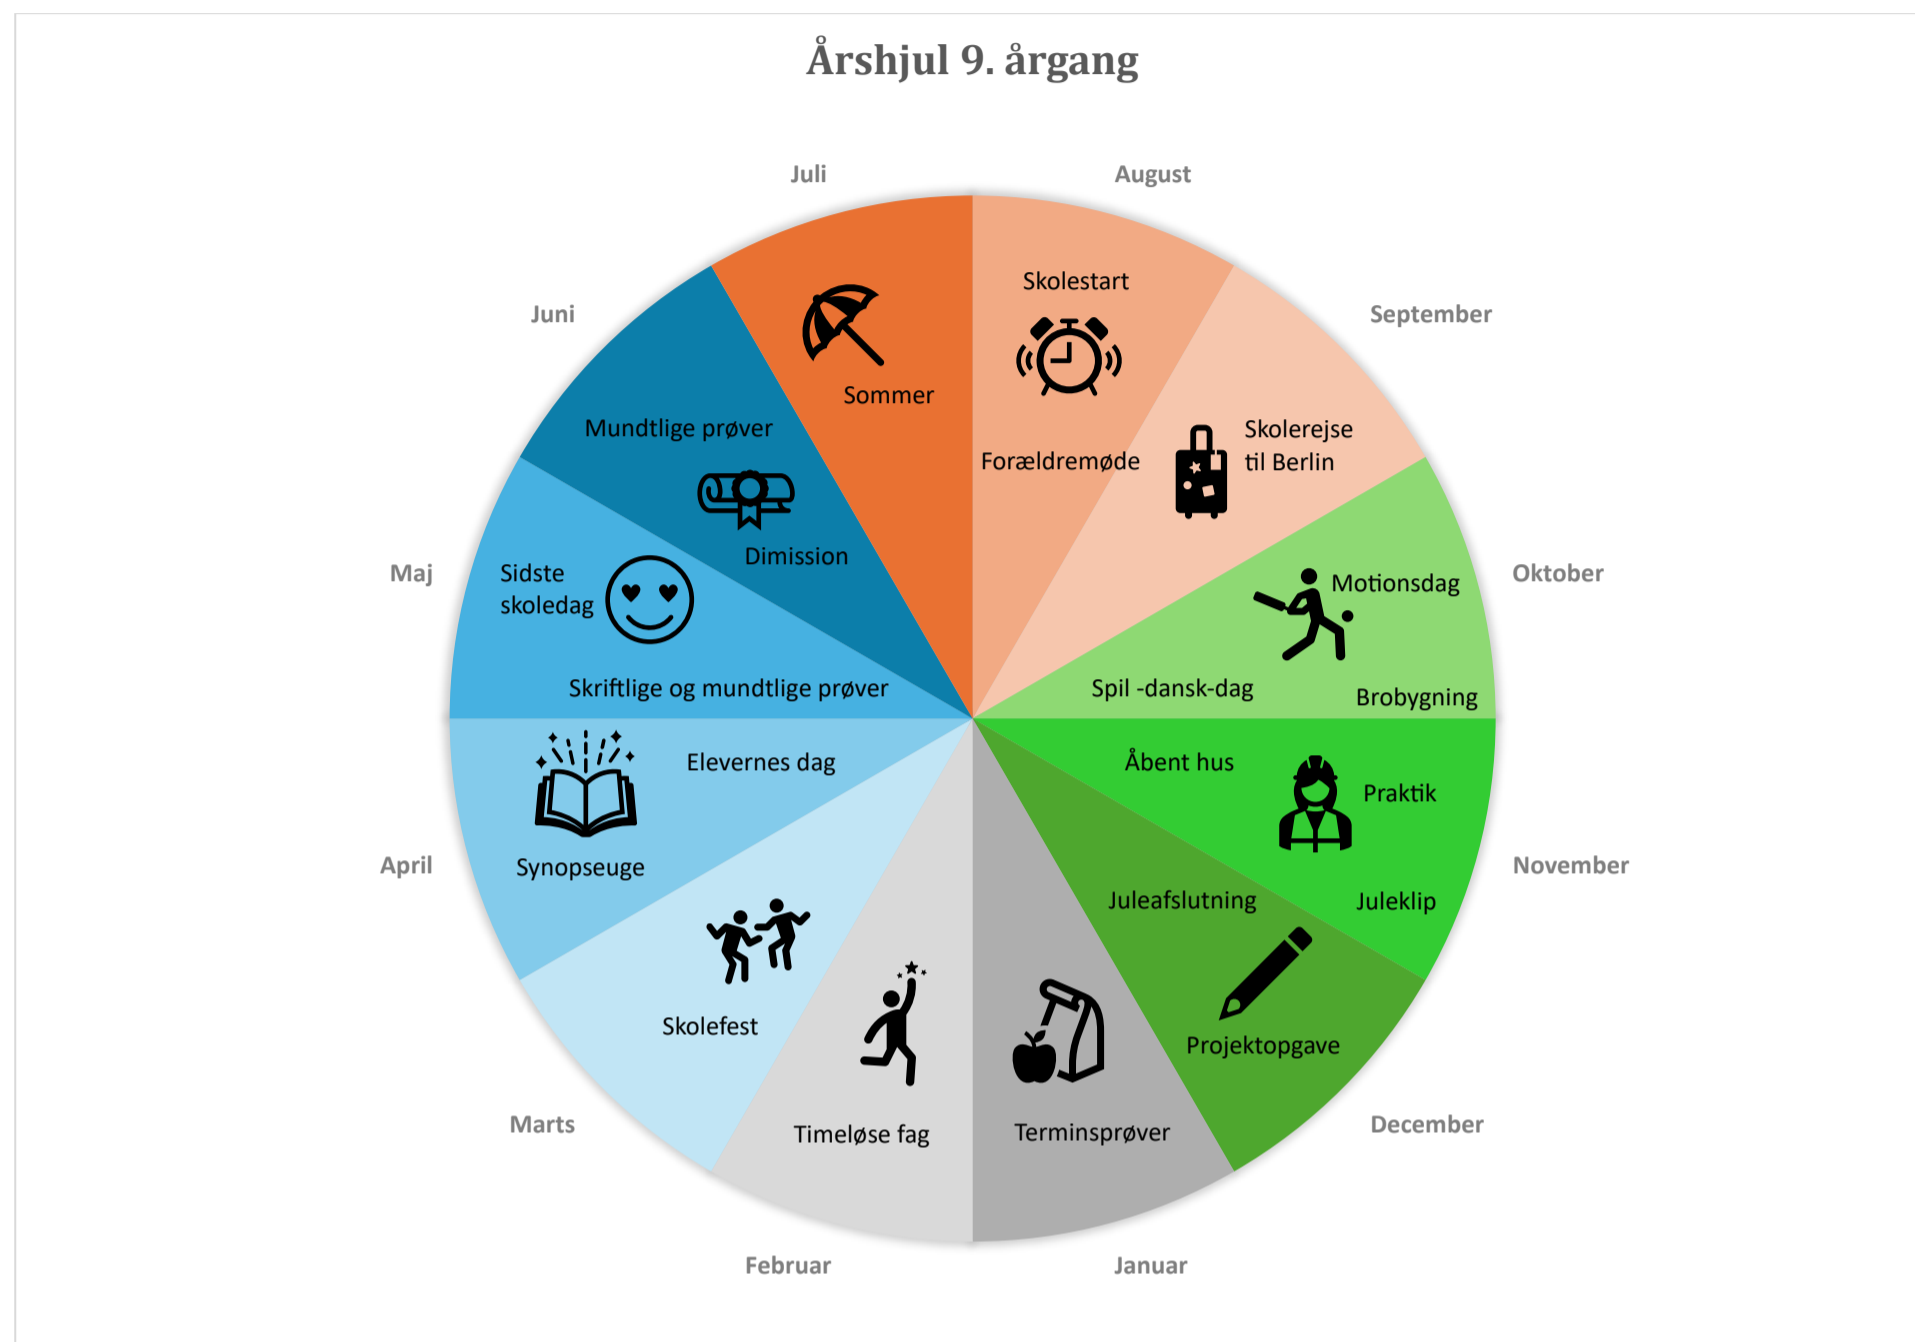 Årshjul 9. årgang
Juli
August
Juni
September
Skolestart
Sommer
Mundtlige prøver
Forældremøde
Skolerejse
til Berlin
Dimission
Maj
Sidste
skoledag
Oktober
Motionsdag
Skriftlige og mundtlige prøver
Spil -dansk-dag
Brobygning
Elevernes dag
Åbent hus
Praktik
April
Synopseuge
November
Juleafslutning
Juleklip
Skolefest
Projektopgave
Marts
Timeløse fag
Terminsprøver
December
Februar
Januar